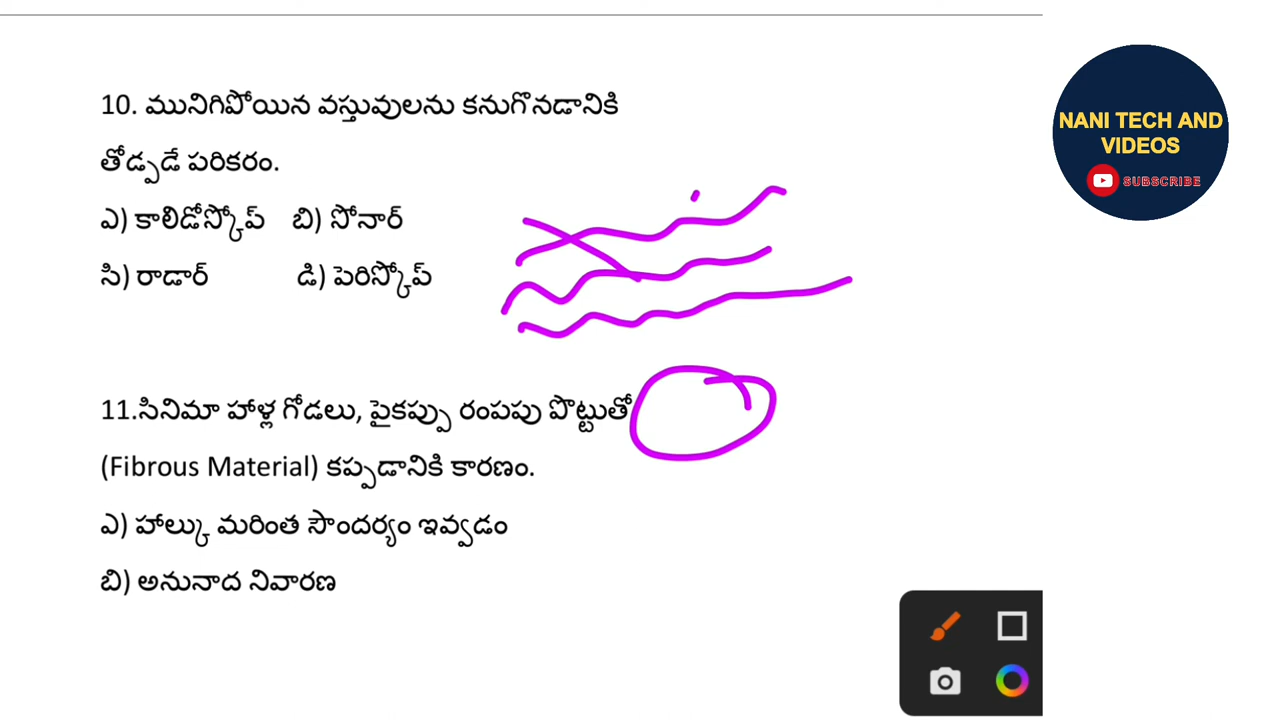 10. మునిగిపోయిన వస్తువులను కనుగొనడానికి
తోడ్పడే పరికరం.
ఎ) కాలిడోస్కోప్ బి) సోనార్
సి) రాడార్ డి) పెరిస్కోప్
11.సినిమా హాళ్ల గోడలు, పైకప్పు రంపపు పొట్టుతో
(Fibrous Material) కప్పడానికి కారణం.
ఎ) హాల్కు మరింత సౌందర్యం ఇవ్వడం
బి) అనునాద నివారణ
NANI TECH AND
VIDEOS
SUBSCRIBE